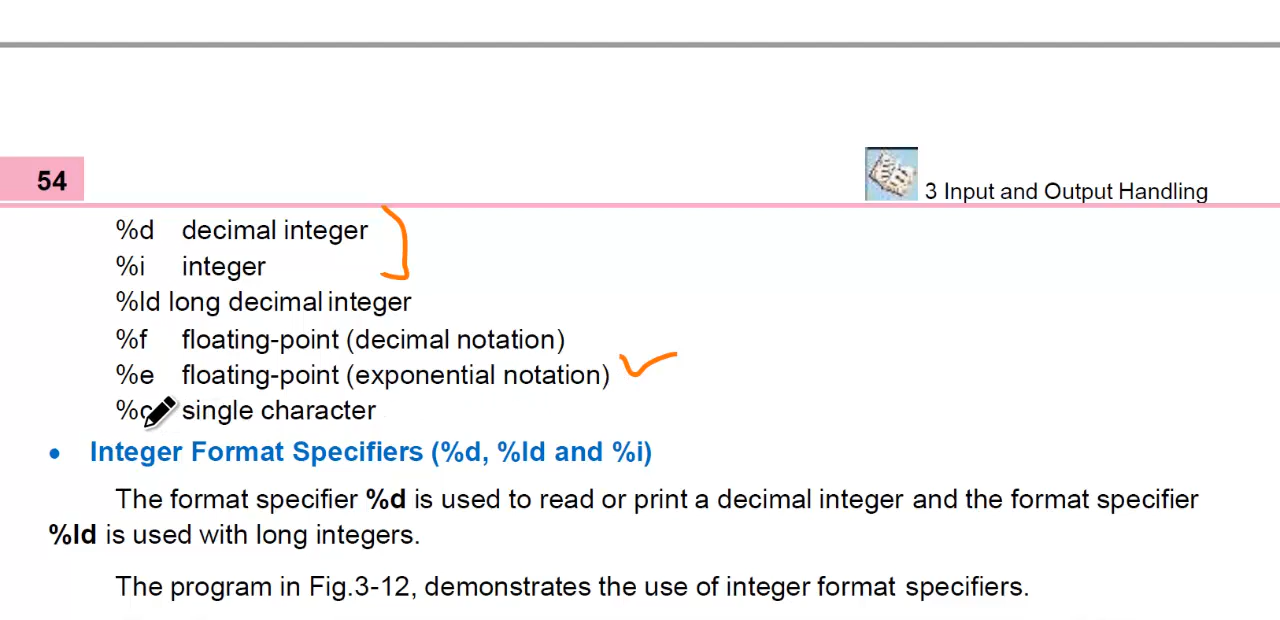 54
3 Input and Output Handling
%d decimal integer
%i integer
%ld long decimal integer
%f floating-point (decimal notation)
%e floating-point (exponential notation)
%c single character
• Integer Format Specifiers (%d, %ld and %i)
The format specifier %d is used to read or print a decimal integer and the format specifier
%ld is used with long integers.
The program in Fig.3-12, demonstrates the use of integer format specifiers.